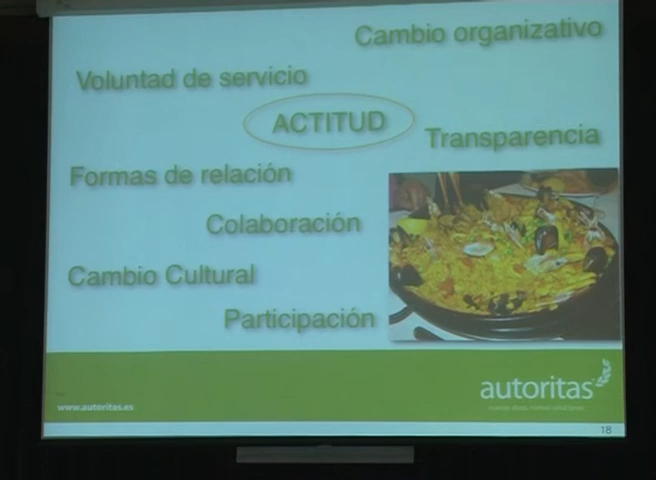 Cambio organizativo
Voluntad de servicio
ACTITUD
Transparencia
Formas de relación
Colaboración
Cambio Cultural
Participación
autoritas
www.autoritas.es
18